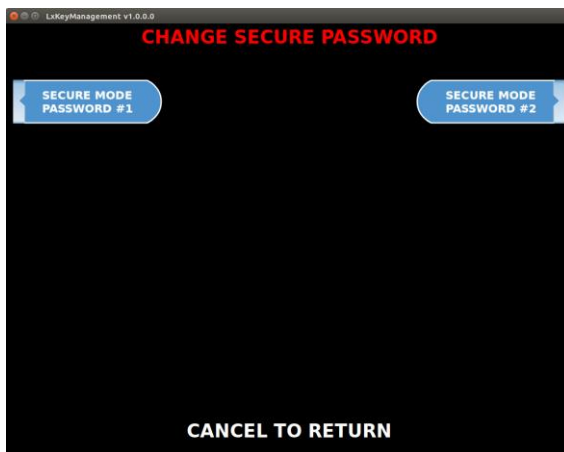 LxKeyManagement v1.0.0.0
CHANGE SECURE PASSWORD
SECURE MODE
PASSWORD #1
SECURE MODE
PASSWORD #2
CANCEL TO RETURN